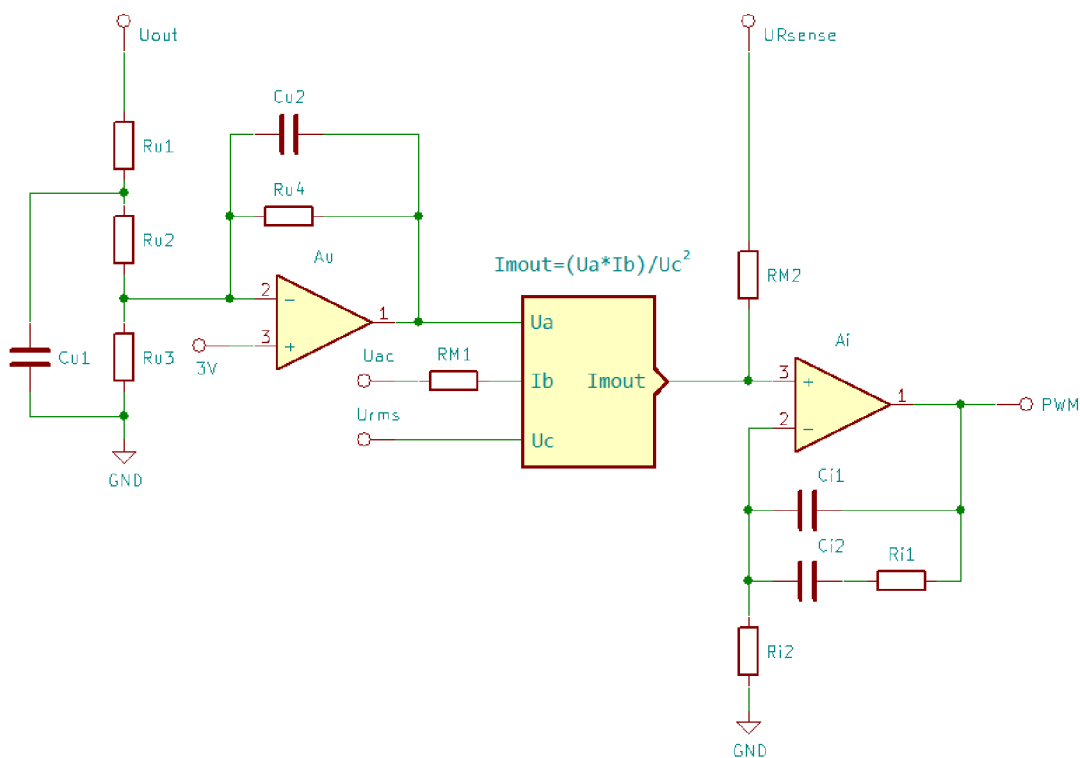 Uout
URsense
Cu2
Ru1
Ru4
Ru2
Au
Imout=(Ua*Ib)/Uc²
RM2
2
−
1
Ua
3
+
3V
Cu1
Ru3
Uac
RM1
Ib
Imout
Ai
3
+
1
PWM
2
−
Urms
Uc
GND
Ci1
Ci2
Ri1
Ri2
GND